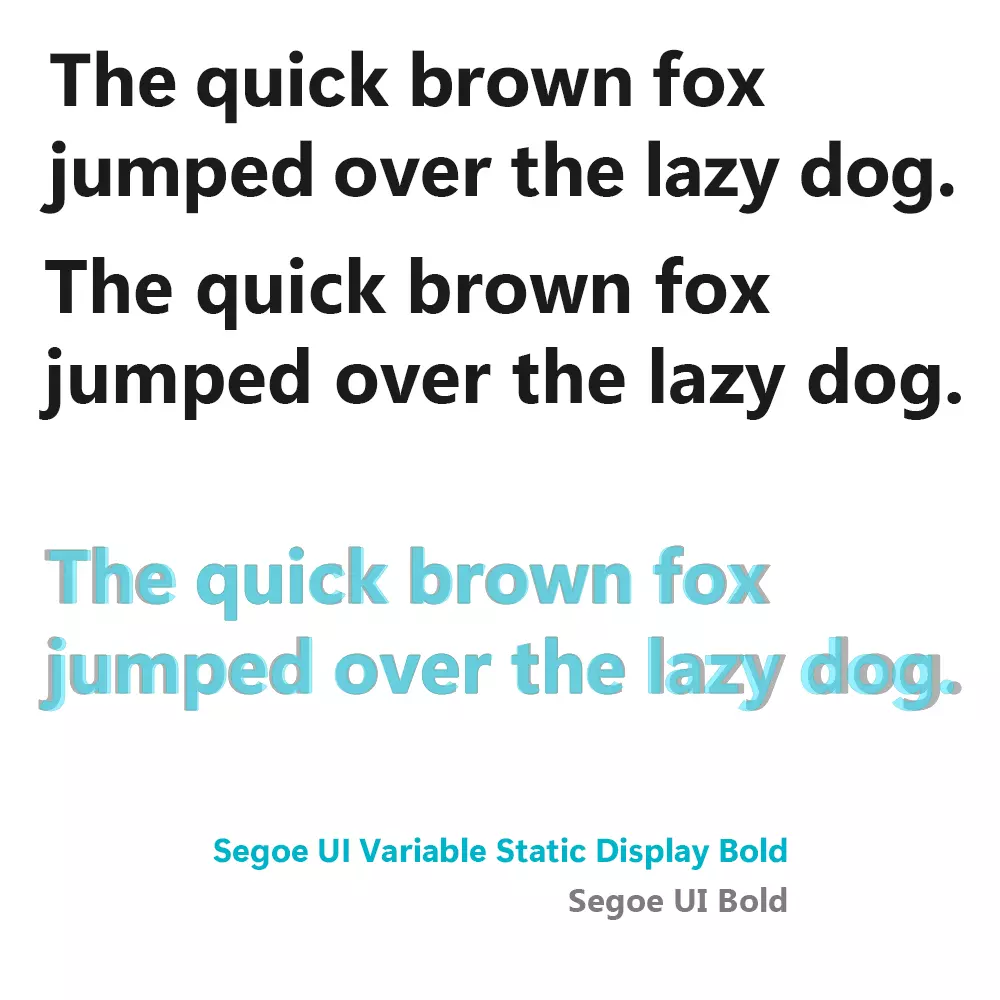 The quick brown fox
jumped over the lazy dog.
The quick brown fox
jumped over the lazy dog.
The quick brown fox
jumped over the lazy dog.
Segoe UI Variable Static Display Bold
Segoe UI Bold